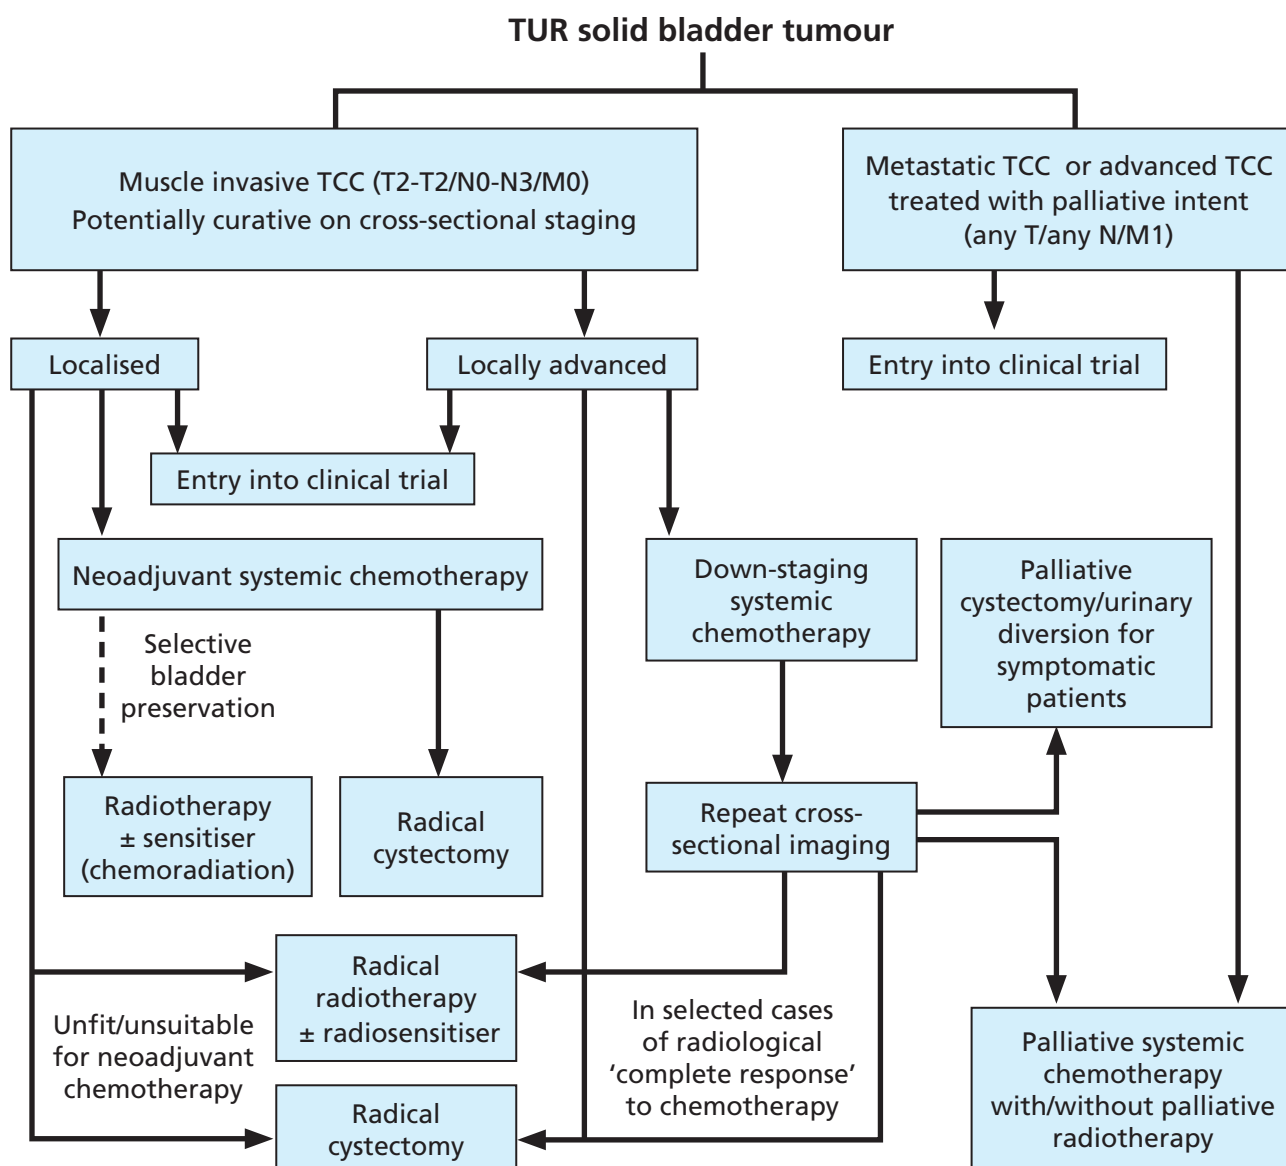 TUR solid bladder tumour
Muscle invasive TCC (T2-T2/N0-N3/M0)
Potentially curative on cross-sectional staging
Metastatic TCC or advanced TCC
treated with palliative intent
(any T/any N/M1)
Localised
Locally advanced
Entry into clinical trial
Entry into clinical trial
Neoadjuvant systemic chemotherapy
Down-staging
systemic
chemotherapy
Palliative
cystectomy/urinary
diversion for
symptomatic
patients
Selective
bladder
preservation
Radiotherapy
± sensitiser
(chemoradiation)
Radical
cystectomy
Repeat cross-
sectional imaging
Radical
radiotherapy
± radiosensitiser
Unfit/unsuitable
for neoadjuvant
chemotherapy
In selected cases
of radiological
‘complete response’
to chemotherapy
Palliative systemic
chemotherapy
with/without palliative
radiotherapy
Radical
cystectomy